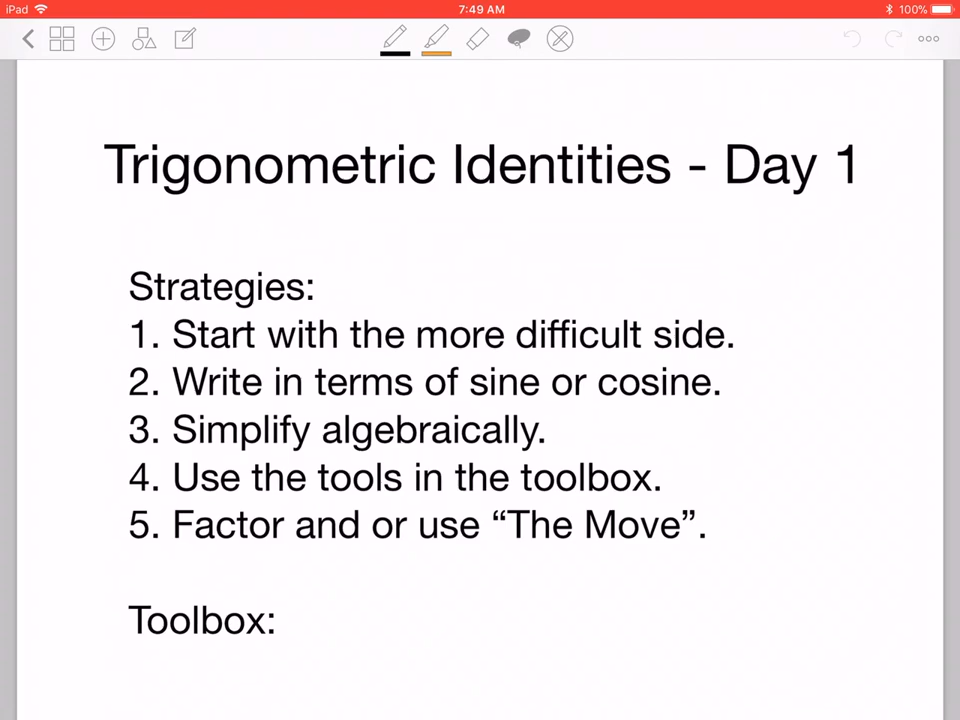 iPad 7:49 AM 100%
Trigonometric Identities - Day 1
Strategies:
1. Start with the more difficult side.
2. Write in terms of sine or cosine.
3. Simplify algebraically.
4. Use the tools in the toolbox.
5. Factor and or use “The Move”.
Toolbox: